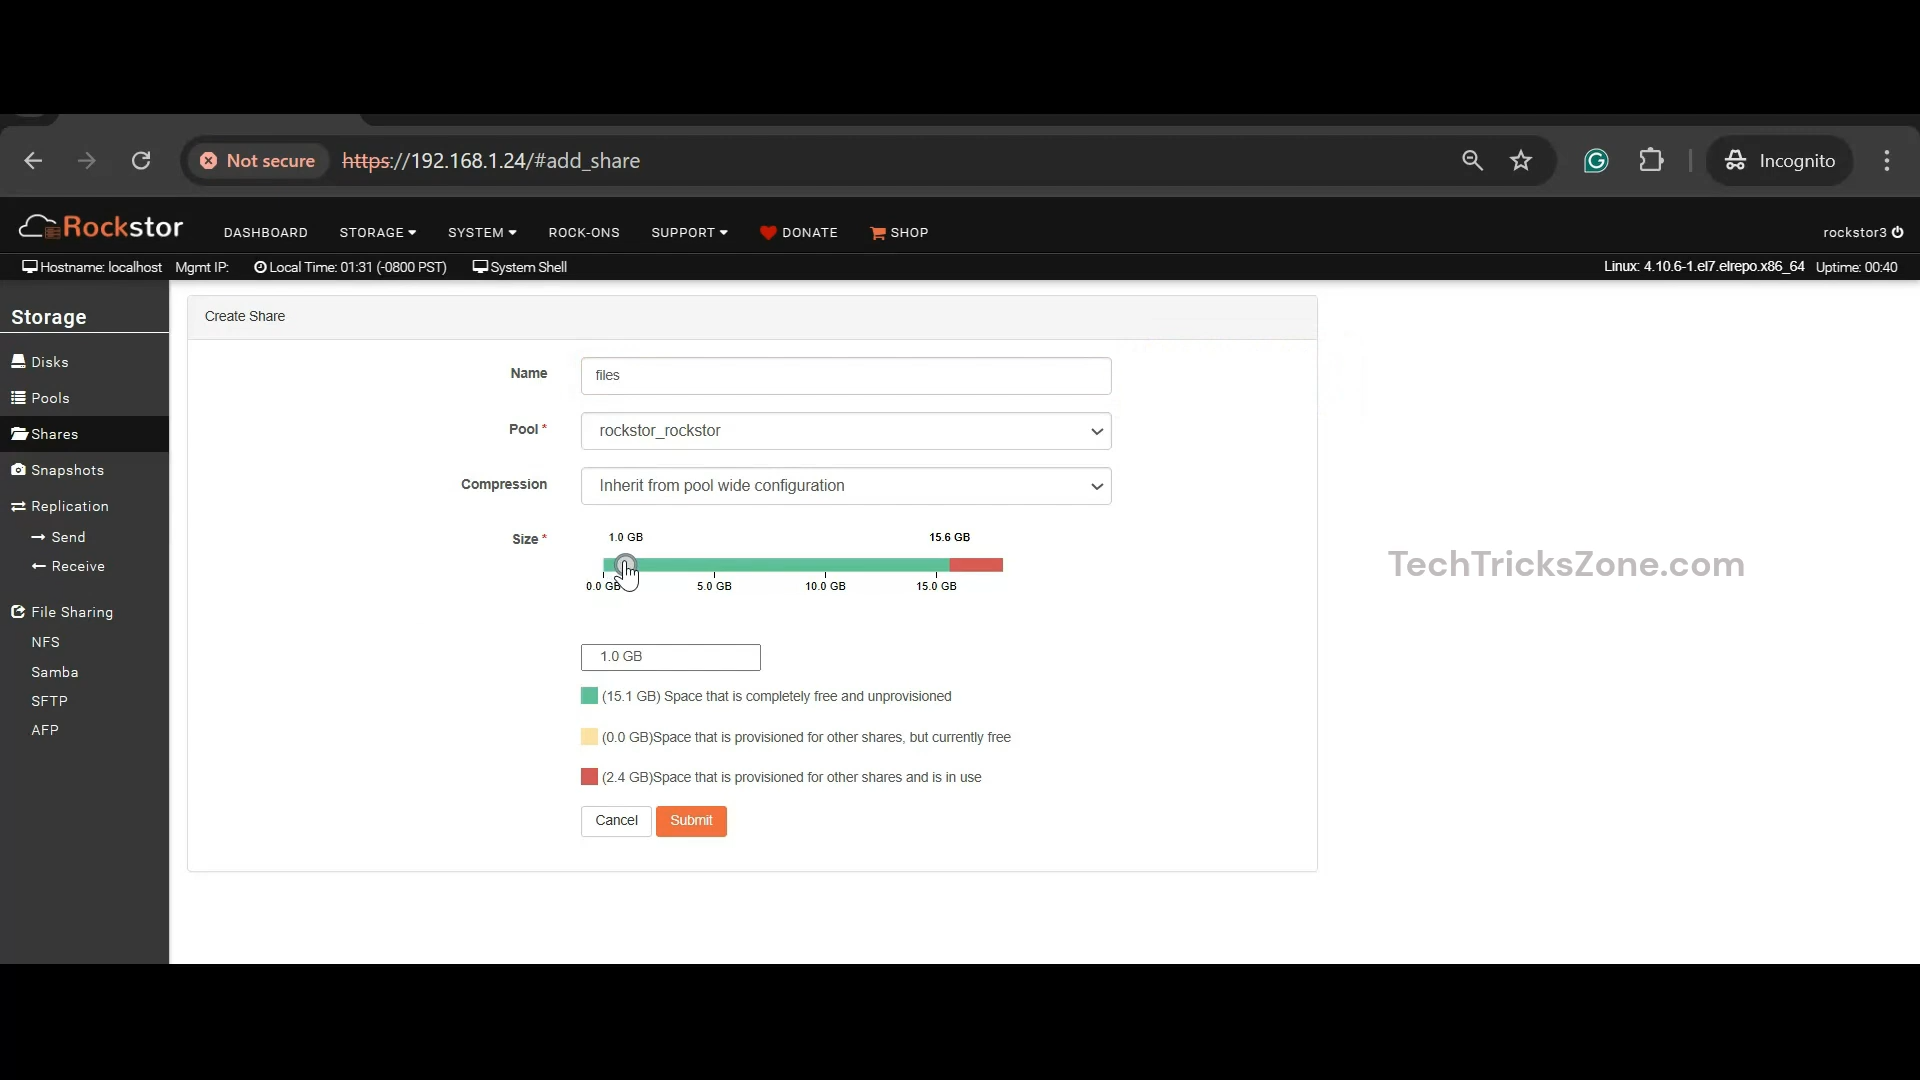 Not secure https://192.168.1.24/#add_share Incognito
Rockstor DASHBOARD STORAGE SYSTEM ROCK-ONS SUPPORT DONATE SHOP rockstor3
Hostname: localhost Mgmt IP: Local Time: 01:31 (-0800 PST) System Shell Linux: 4.10.6-1.el7.elrepo.x86_64 Uptime: 00:40
Storage
Disks
Pools
Shares
Snapshots
Replication
Send
Receive
File Sharing
NFS
Samba
SFTP
AFP
Create Share
Name files
Pool * rockstor_rockstor
Compression Inherit from pool wide configuration
Size * 1.0 GB 15.6 GB
0.0 GB 5.0 GB 10.0 GB 15.0 GB
1.0 GB
(15.1 GB) Space that is completely free and unprovisioned
(0.0 GB)Space that is provisioned for other shares, but currently free
(2.4 GB)Space that is provisioned for other shares and is in use
Cancel Submit
TechTricksZone.com